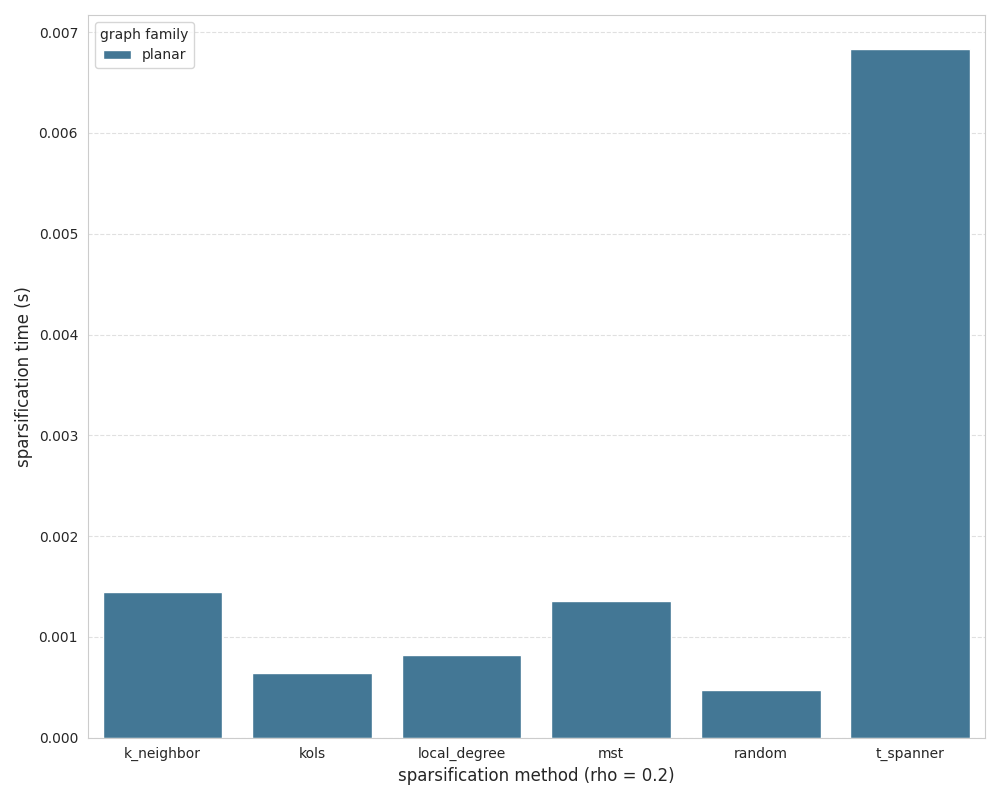 graph family
planar
0.007
0.006
0.005
0.004
0.003
0.002
0.001
0.000
sparsification time (s)
k_neighbor kols local_degree mst random t_spanner
sparsification method (rho = 0.2)